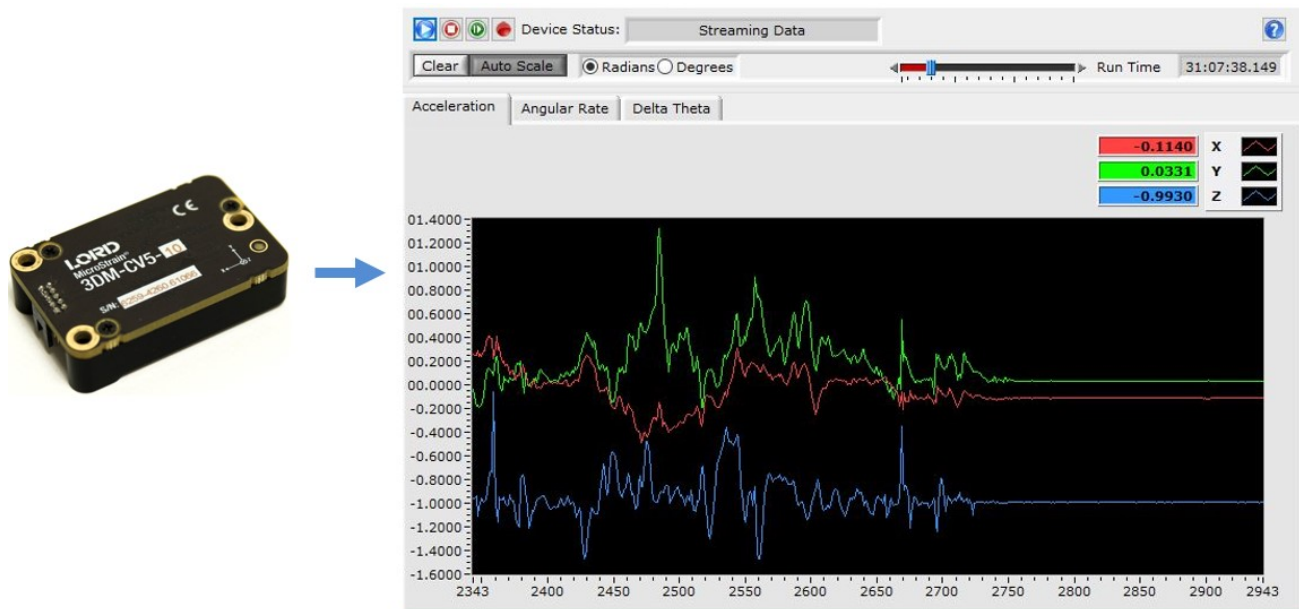 Device Status: Streaming Data
Clear Auto Scale Radians Degrees Run Time 31:07:38.149
Acceleration Angular Rate Delta Theta
-0.1140 X
0.0331 Y
-0.9930 Z
LORD
MicroStrain®
3DM-CV5-10
S/N: 6259-4260 61066
CE
01.4000
01.2000
01.0000
00.8000
00.6000
00.4000
00.2000
00.0000
-0.2000
-0.4000
-0.6000
-0.8000
-1.0000
-1.2000
-1.4000
-1.6000
2343 2400 2450 2500 2550 2600 2650 2700 2750 2800 2850 2900 2943